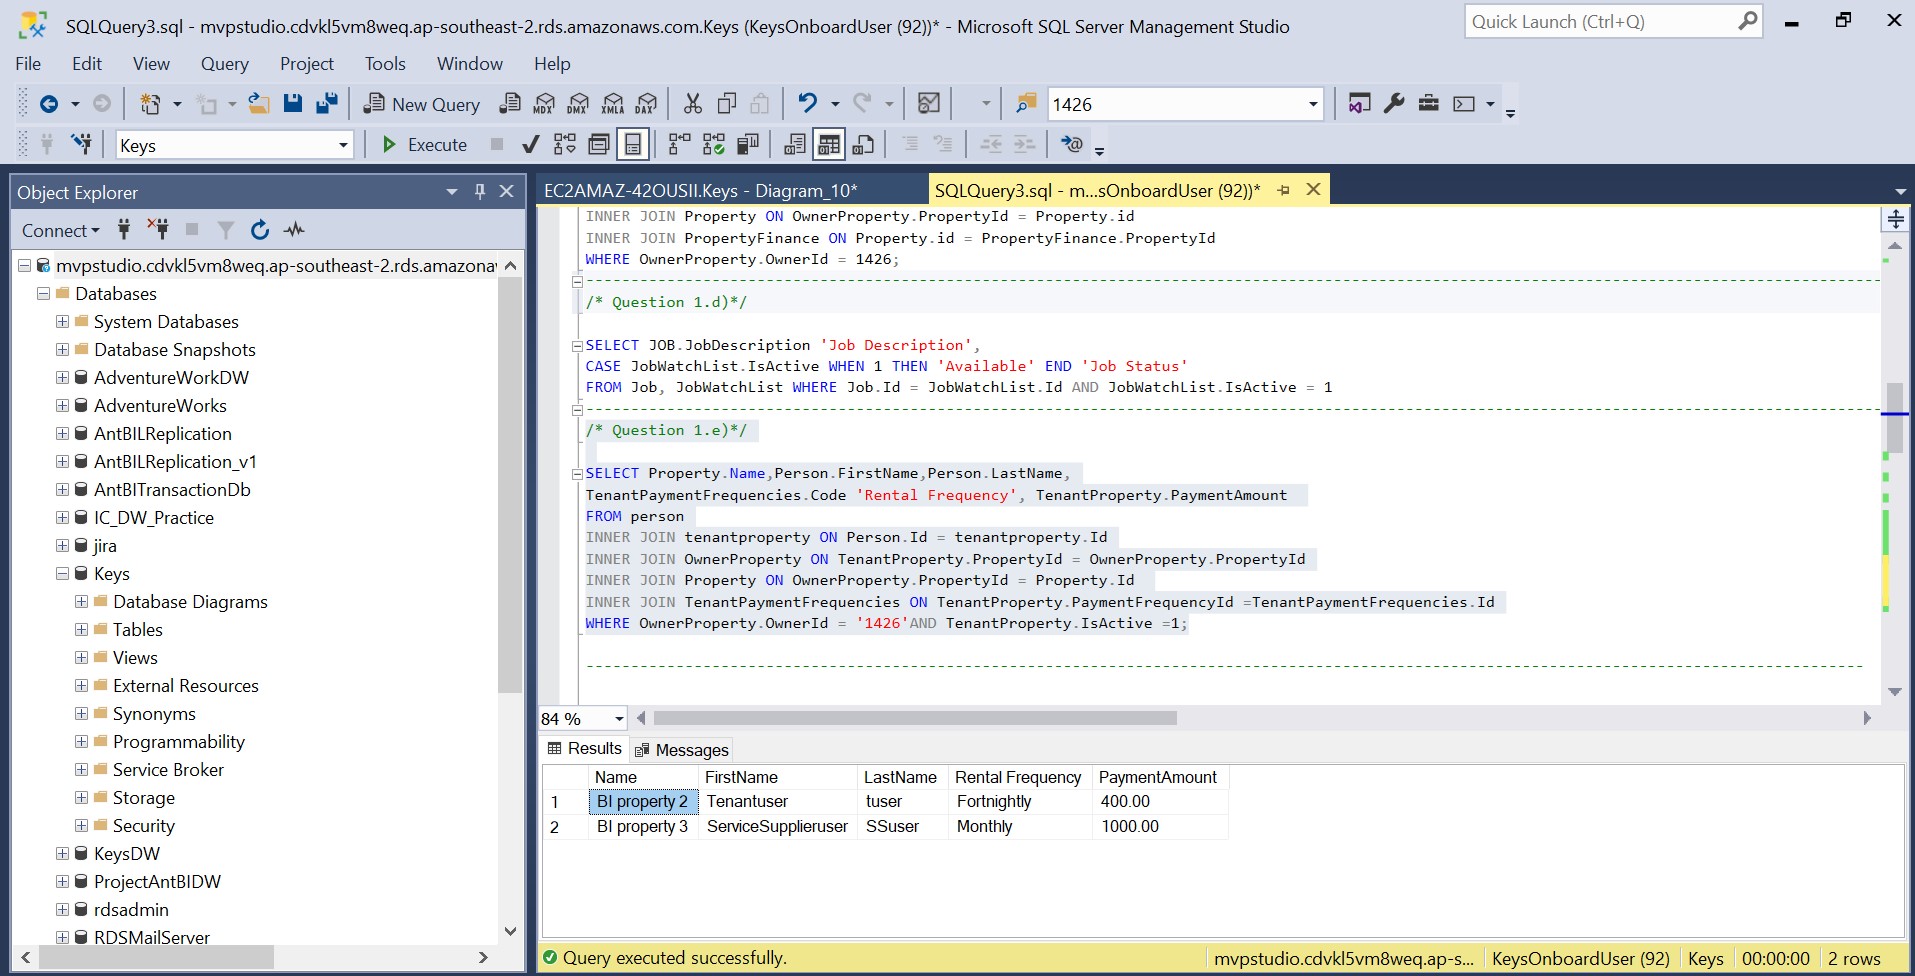 SQLQuery3.sql - mvpstudio.cdvkl5vm8weq.ap-southeast-2.rds.amazonaws.com.Keys (KeysOnboardUser (92))* - Microsoft SQL Server Management Studio
Quick Launch (Ctrl+Q)
File Edit View Query Project Tools Window Help
New Query MDX DMX XMLA DAX 1426
Keys Execute
Object Explorer
EC2AMAZ-42OUSII.Keys - Diagram_10* SQLQuery3.sql - m...sOnboardUser (92))*
Connect
mvpstudio.cdvkl5vm8weq.ap-southeast-2.rds.amazona
Databases
System Databases
Database Snapshots
AdventureWorkDW
AdventureWorks
AntBILReplication
AntBILReplication_v1
AntBITransactionDb
IC_DW_Practice
jira
Keys
Database Diagrams
Tables
Views
External Resources
Synonyms
Programmability
Service Broker
Storage
Security
KeysDW
ProjectAntBIDW
rdsadmin
RDSMailServer
INNER JOIN Property ON OwnerProperty.PropertyId = Property.id
INNER JOIN PropertyFinance ON Property.id = PropertyFinance.PropertyId
WHERE OwnerProperty.OwnerId = 1426;
/* Question 1.d)*/
SELECT JOB.JobDescription 'Job Description',
CASE JobWatchList.IsActive WHEN 1 THEN 'Available' END 'Job Status'
FROM Job, JobWatchList WHERE Job.Id = JobWatchList.Id AND JobWatchList.IsActive = 1
/* Question 1.e)*/
SELECT Property.Name,Person.FirstName,Person.LastName,
TenantPaymentFrequencies.Code 'Rental Frequency', TenantProperty.PaymentAmount
FROM person
INNER JOIN tenantproperty ON Person.Id = tenantproperty.Id
INNER JOIN OwnerProperty ON TenantProperty.PropertyId = OwnerProperty.PropertyId
INNER JOIN Property ON OwnerProperty.PropertyId = Property.Id
INNER JOIN TenantPaymentFrequencies ON TenantProperty.PaymentFrequencyId =TenantPaymentFrequencies.Id
WHERE OwnerProperty.OwnerId = '1426'AND TenantProperty.IsActive =1;
84 %
Results Messages
Name FirstName LastName Rental Frequency PaymentAmount
1 BI property 2 Tenantuser tuser Fortnightly 400.00
2 BI property 3 ServiceSupplieruser SSuser Monthly 1000.00
Query executed successfully. mvpstudio.cdvkl5vm8weq.ap-s... KeysOnboardUser (92) Keys 00:00:00 2 rows